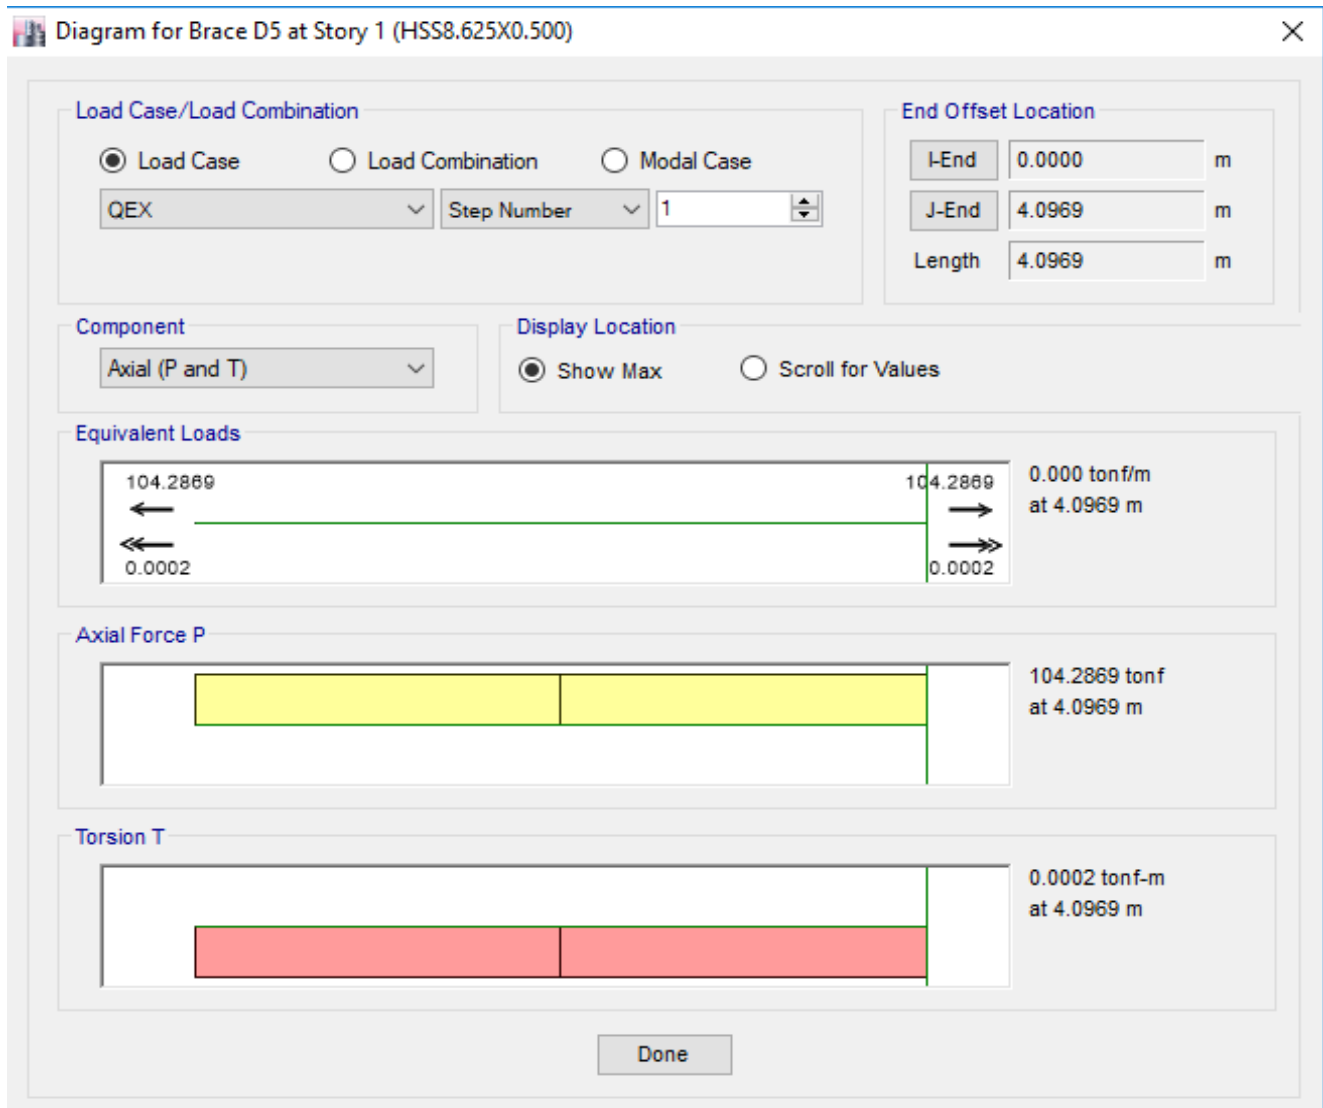 Diagram for Brace D5 at Story 1 (HSS8.625X0.500)
Load Case/Load Combination
Load Case Load Combination Modal Case
QEX Step Number 1
End Offset Location
I-End 0.0000 m
J-End 4.0969 m
Length 4.0969 m
Component
Axial (P and T)
Display Location
Show Max Scroll for Values
Equivalent Loads
104.2869 104.2869
0.0002 0.0002
0.000 tonf/m
at 4.0969 m
Axial Force P
104.2869 tonf
at 4.0969 m
Torsion T
0.0002 tonf-m
at 4.0969 m
Done